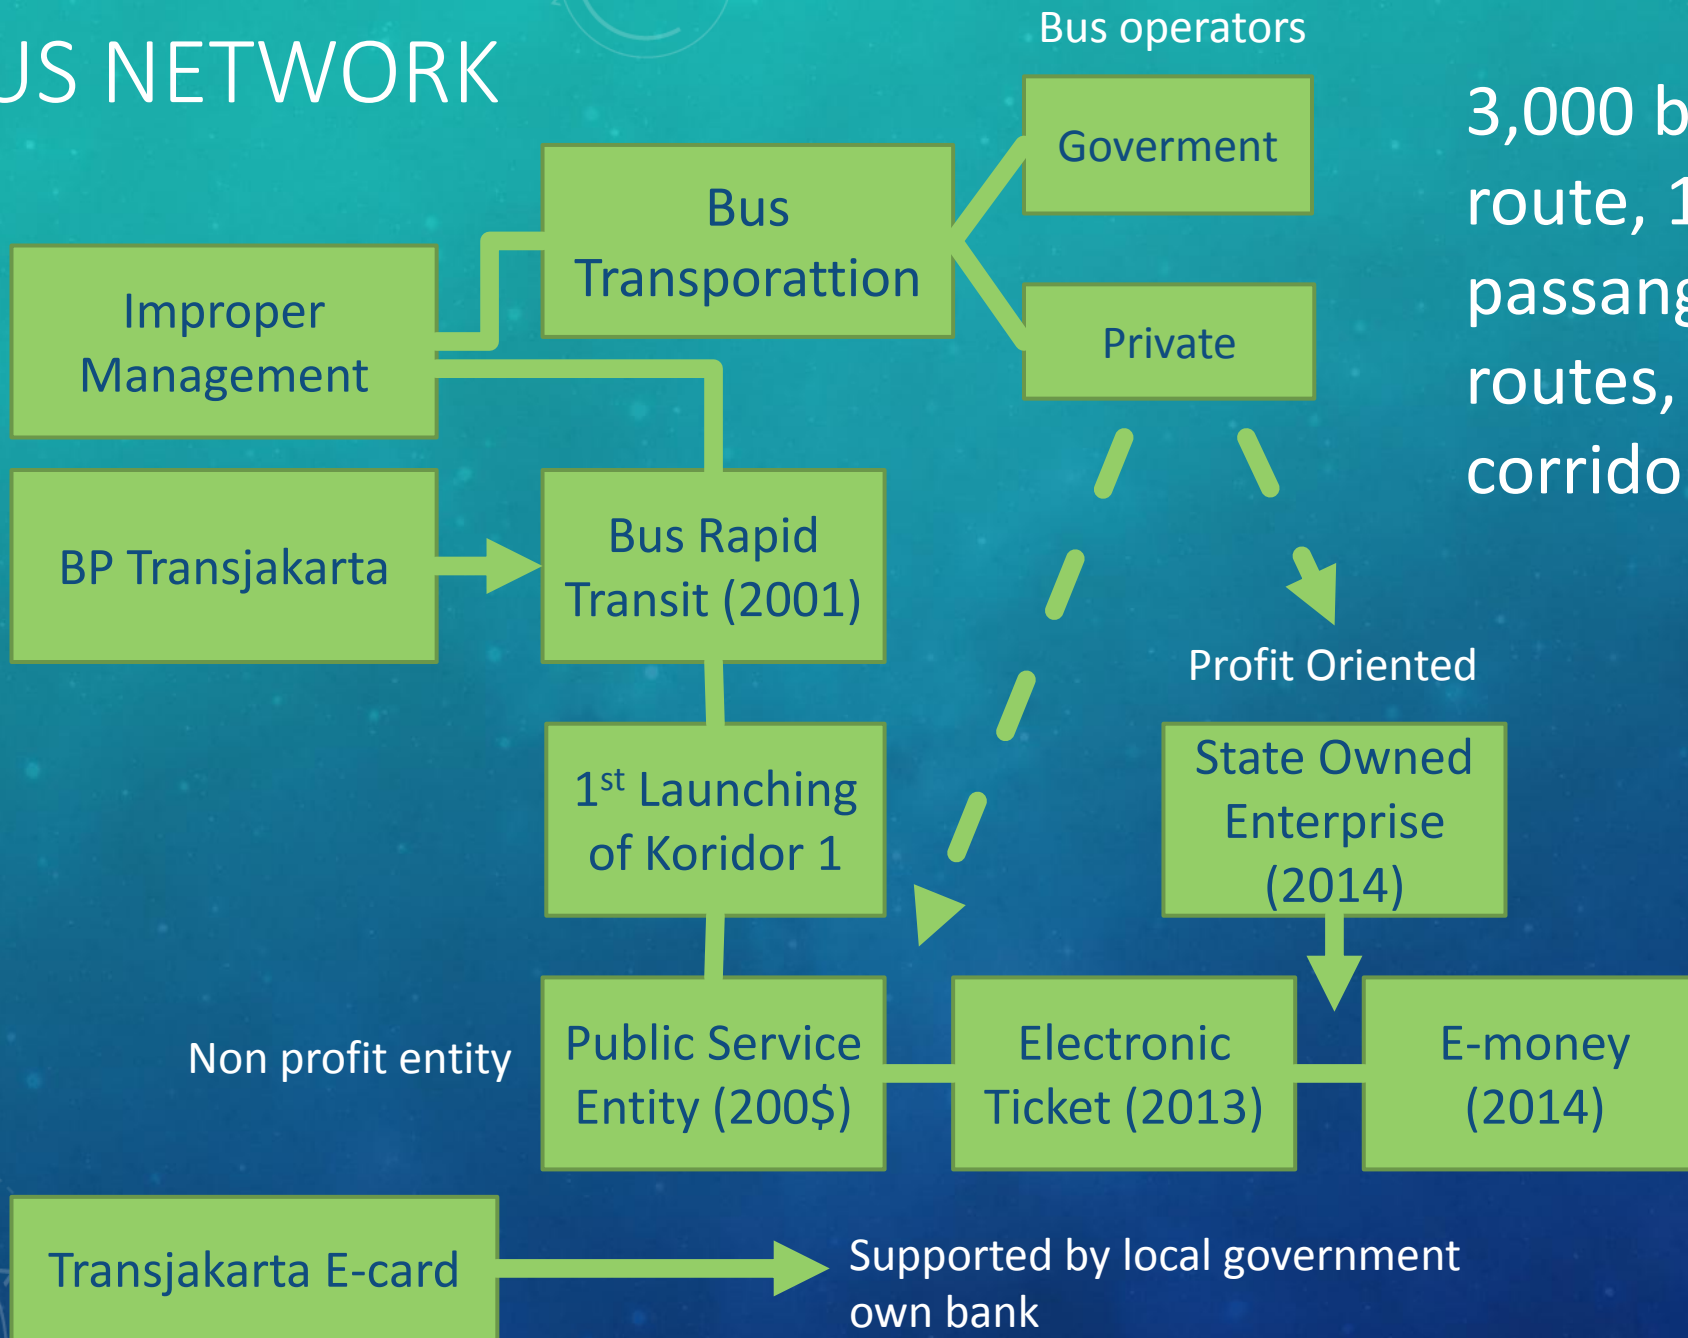 US NETWORK
Bus operators
Goverment
Bus
Transporattion
Private
Improper
Management
3,000 b
route, 1
passang
routes,
corrido
BP Transjakarta
Bus Rapid
Transit (2001)
Profit Oriented
1st Launching
of Koridor 1
State Owned
Enterprise
(2014)
Non profit entity
Public Service
Entity (200$)
Electronic
Ticket (2013)
E-money
(2014)
Transjakarta E-card
Supported by local government
own bank